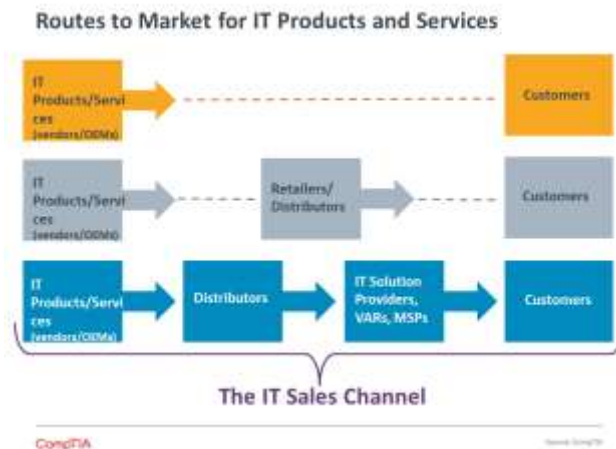 Routes to Market for IT Products and Services
IT
Products/Servi
ces
(vendors/OEMs)
Customers
IT
Products/Servi
ces
(vendors/OEMs)
Retailers/
Distributors
Customers
IT
Products/Servi
ces
(vendors/OEMs)
Distributors
IT Solution
Providers,
VARs, MSPs
Customers
The IT Sales Channel
CompTIA
Source: CompTIA